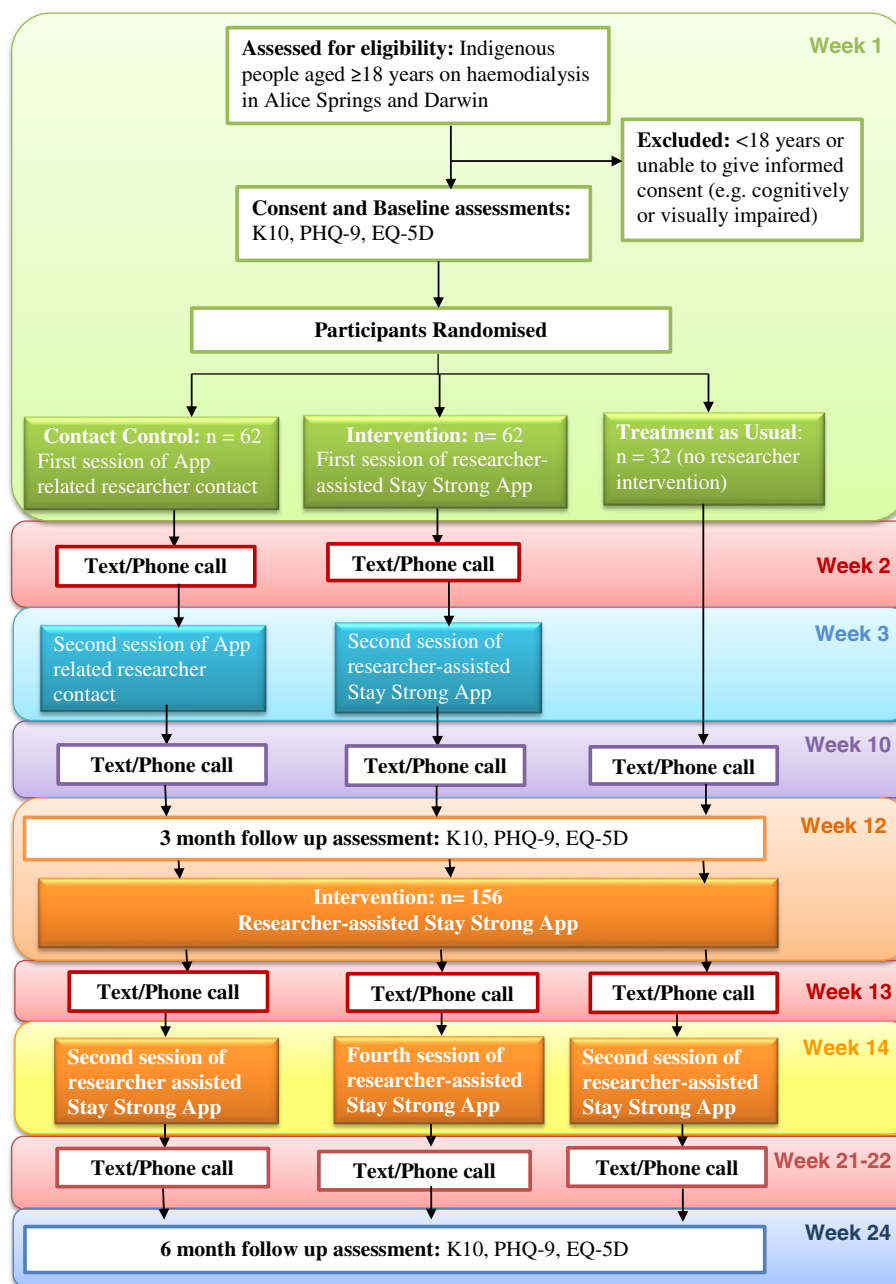 Week 1
Assessed for eligibility: Indigenous
people aged ≥18 years on haemodialysis
in Alice Springs and Darwin
Excluded: <18 years or
unable to give informed
consent (e.g. cognitively
or visually impaired)
Consent and Baseline assessments:
K10, PHQ-9, EQ-5D
Participants Randomised
Contact Control: n = 62
First session of App
related researcher contact
Intervention: n= 62
First session of researcher-
assisted Stay Strong App
Treatment as Usual:
n = 32 (no researcher
intervention)
Text/Phone call
Text/Phone call
Week 2
Week 3
Second session of App
related researcher
contact
Second session of
researcher-assisted
Stay Strong App
Week 10
Text/Phone call
Text/Phone call
Text/Phone call
Week 12
3 month follow up assessment: K10, PHQ-9, EQ-5D
Intervention: n= 156
Researcher-assisted Stay Strong App
Text/Phone call
Text/Phone call
Text/Phone call
Week 13
Week 14
Second session of
researcher assisted
Stay Strong App
Fourth session of
researcher-assisted
Stay Strong App
Second session of
researcher-assisted
Stay Strong App
Text/Phone call
Text/Phone call
Text/Phone call
Week 21-22
Week 24
6 month follow up assessment: K10, PHQ-9, EQ-5D